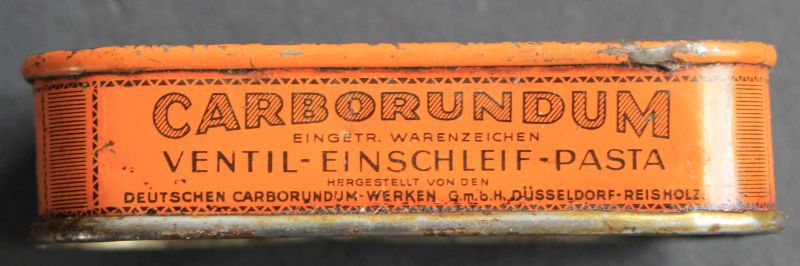 CARBORUNDUM
EINGETR. WARENZEICHEN
VENTIL-EINSCHLEIF-PASTA
HERGESTELLT VON DEN
DEUTSCHEN CARBORUNDUM-WERKEN G.m.b.H. DÜSSELDORF-REISHOLZ